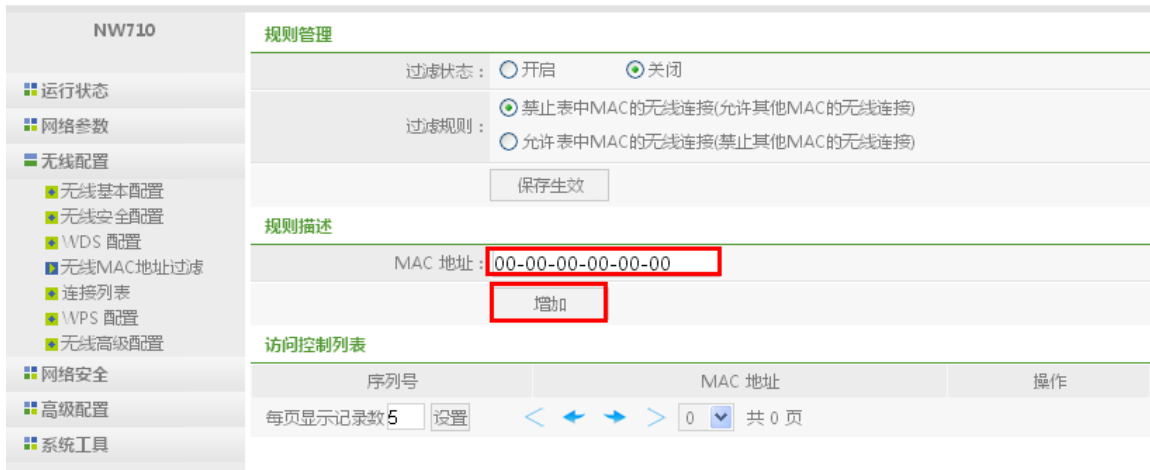 NW710
运行状态
网络参数
无线配置
无线基本配置
无线安全配置
WDS 配置
无线MAC地址过滤
连接列表
WPS 配置
无线高级配置
网络安全
高级配置
系统工具
规则管理
过滤状态： 开启 关闭
过滤规则： 禁止表中MAC的无线连接(允许其他MAC的无线连接)
允许表中MAC的无线连接(禁止其他MAC的无线连接)
保存生效
规则描述
MAC 地址： 00-00-00-00-00-00
增加
访问控制列表
序列号 MAC 地址 操作
每页显示记录数 5 设置 0 共 0 页